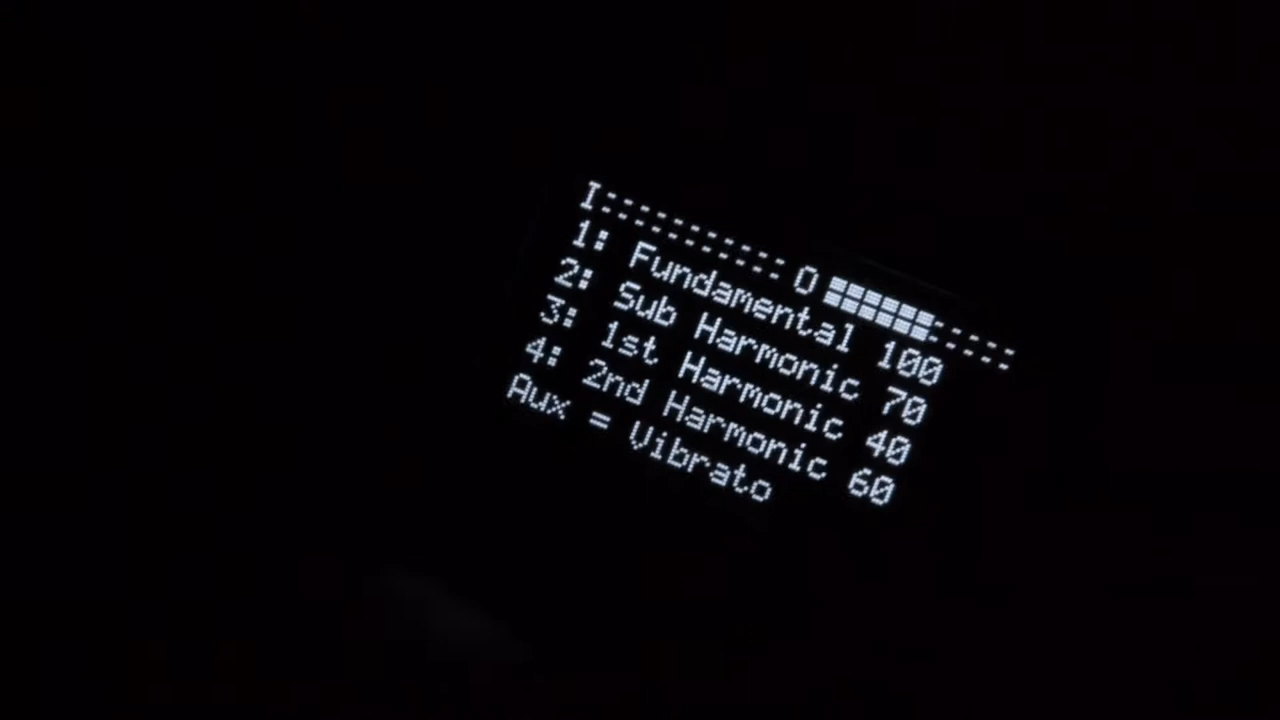 I O
1: Fundamental 100
2: Sub Harmonic 70
3: 1st Harmonic 40
4: 2nd Harmonic 60
Aux = Vibrato